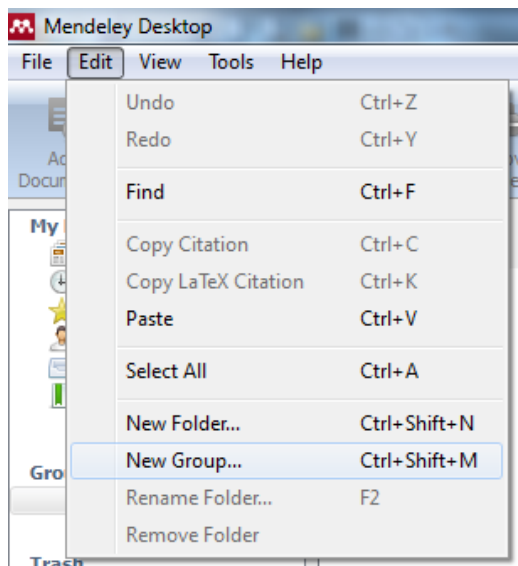 Mendeley Desktop
File Edit View Tools Help
Undo Ctrl+Z
Redo Ctrl+Y
Find Ctrl+F
Copy Citation Ctrl+C
Copy LaTeX Citation Ctrl+K
Paste Ctrl+V
Select All Ctrl+A
New Folder... Ctrl+Shift+N
New Group... Ctrl+Shift+M
Rename Folder... F2
Remove Folder
My